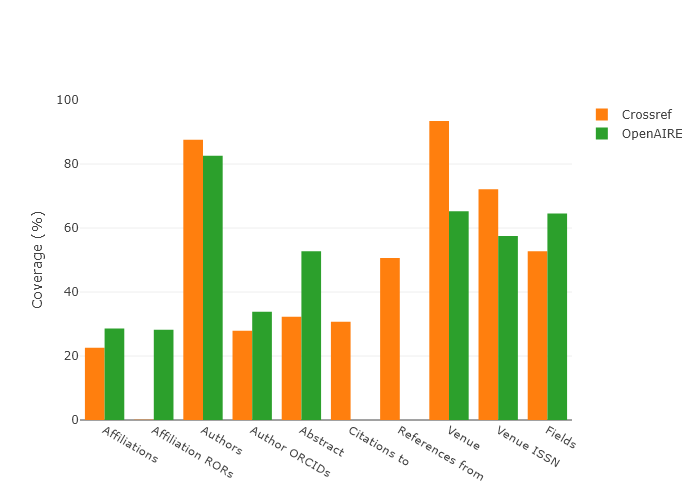 100
80
60
40
20
0
Coverage (%)
Affiliations
Affiliation RORs
Authors
Author ORCIDs
Abstract
Citations to
References from
Venue
Venue ISSN
Fields
Crossref
OpenAIRE